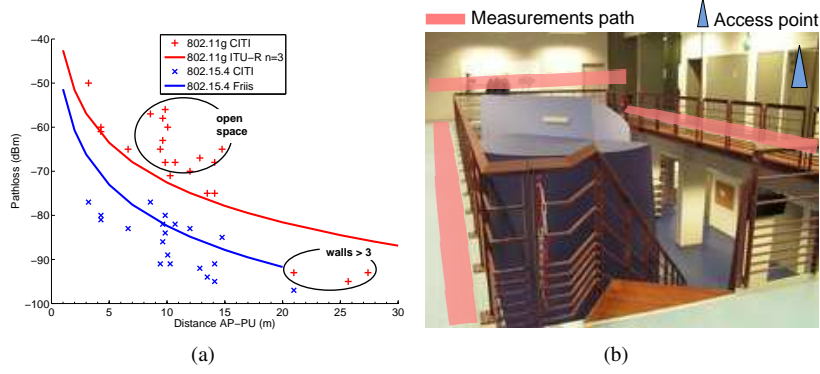 Measurements path
Access point
−40
−50
−60
−70
−80
−90
−100
Pathloss (dBm)
802.11g CITI
802.11g ITU−R n=3
802.15.4 CITI
802.15.4 Friis
open
space
walls > 3
0
5
10
15
20
25
30
Distance AP−PU (m)
(a)
(b)